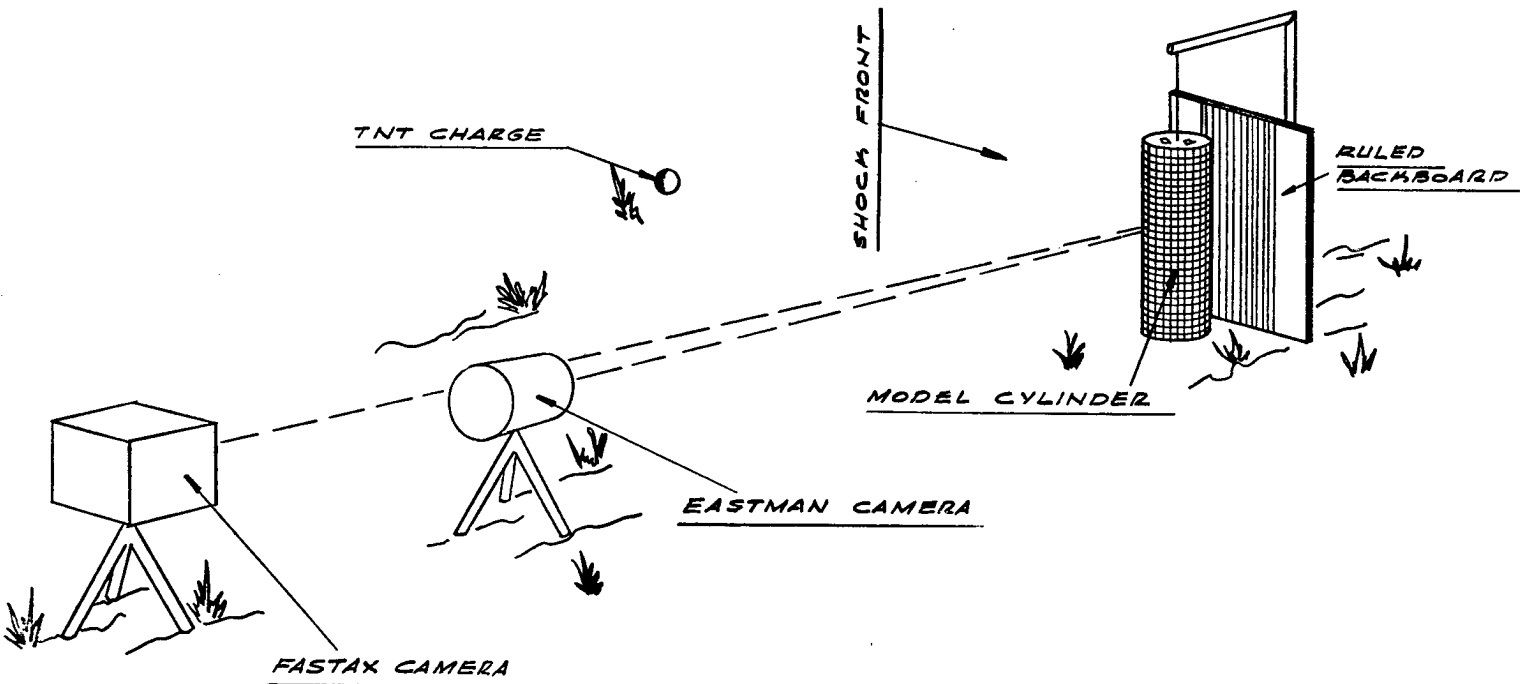 TNT CHARGE
SHOCK FRONT
RULED
BACKBOARD
MODEL CYLINDER
EASTMAN CAMERA
FASTAX CAMERA